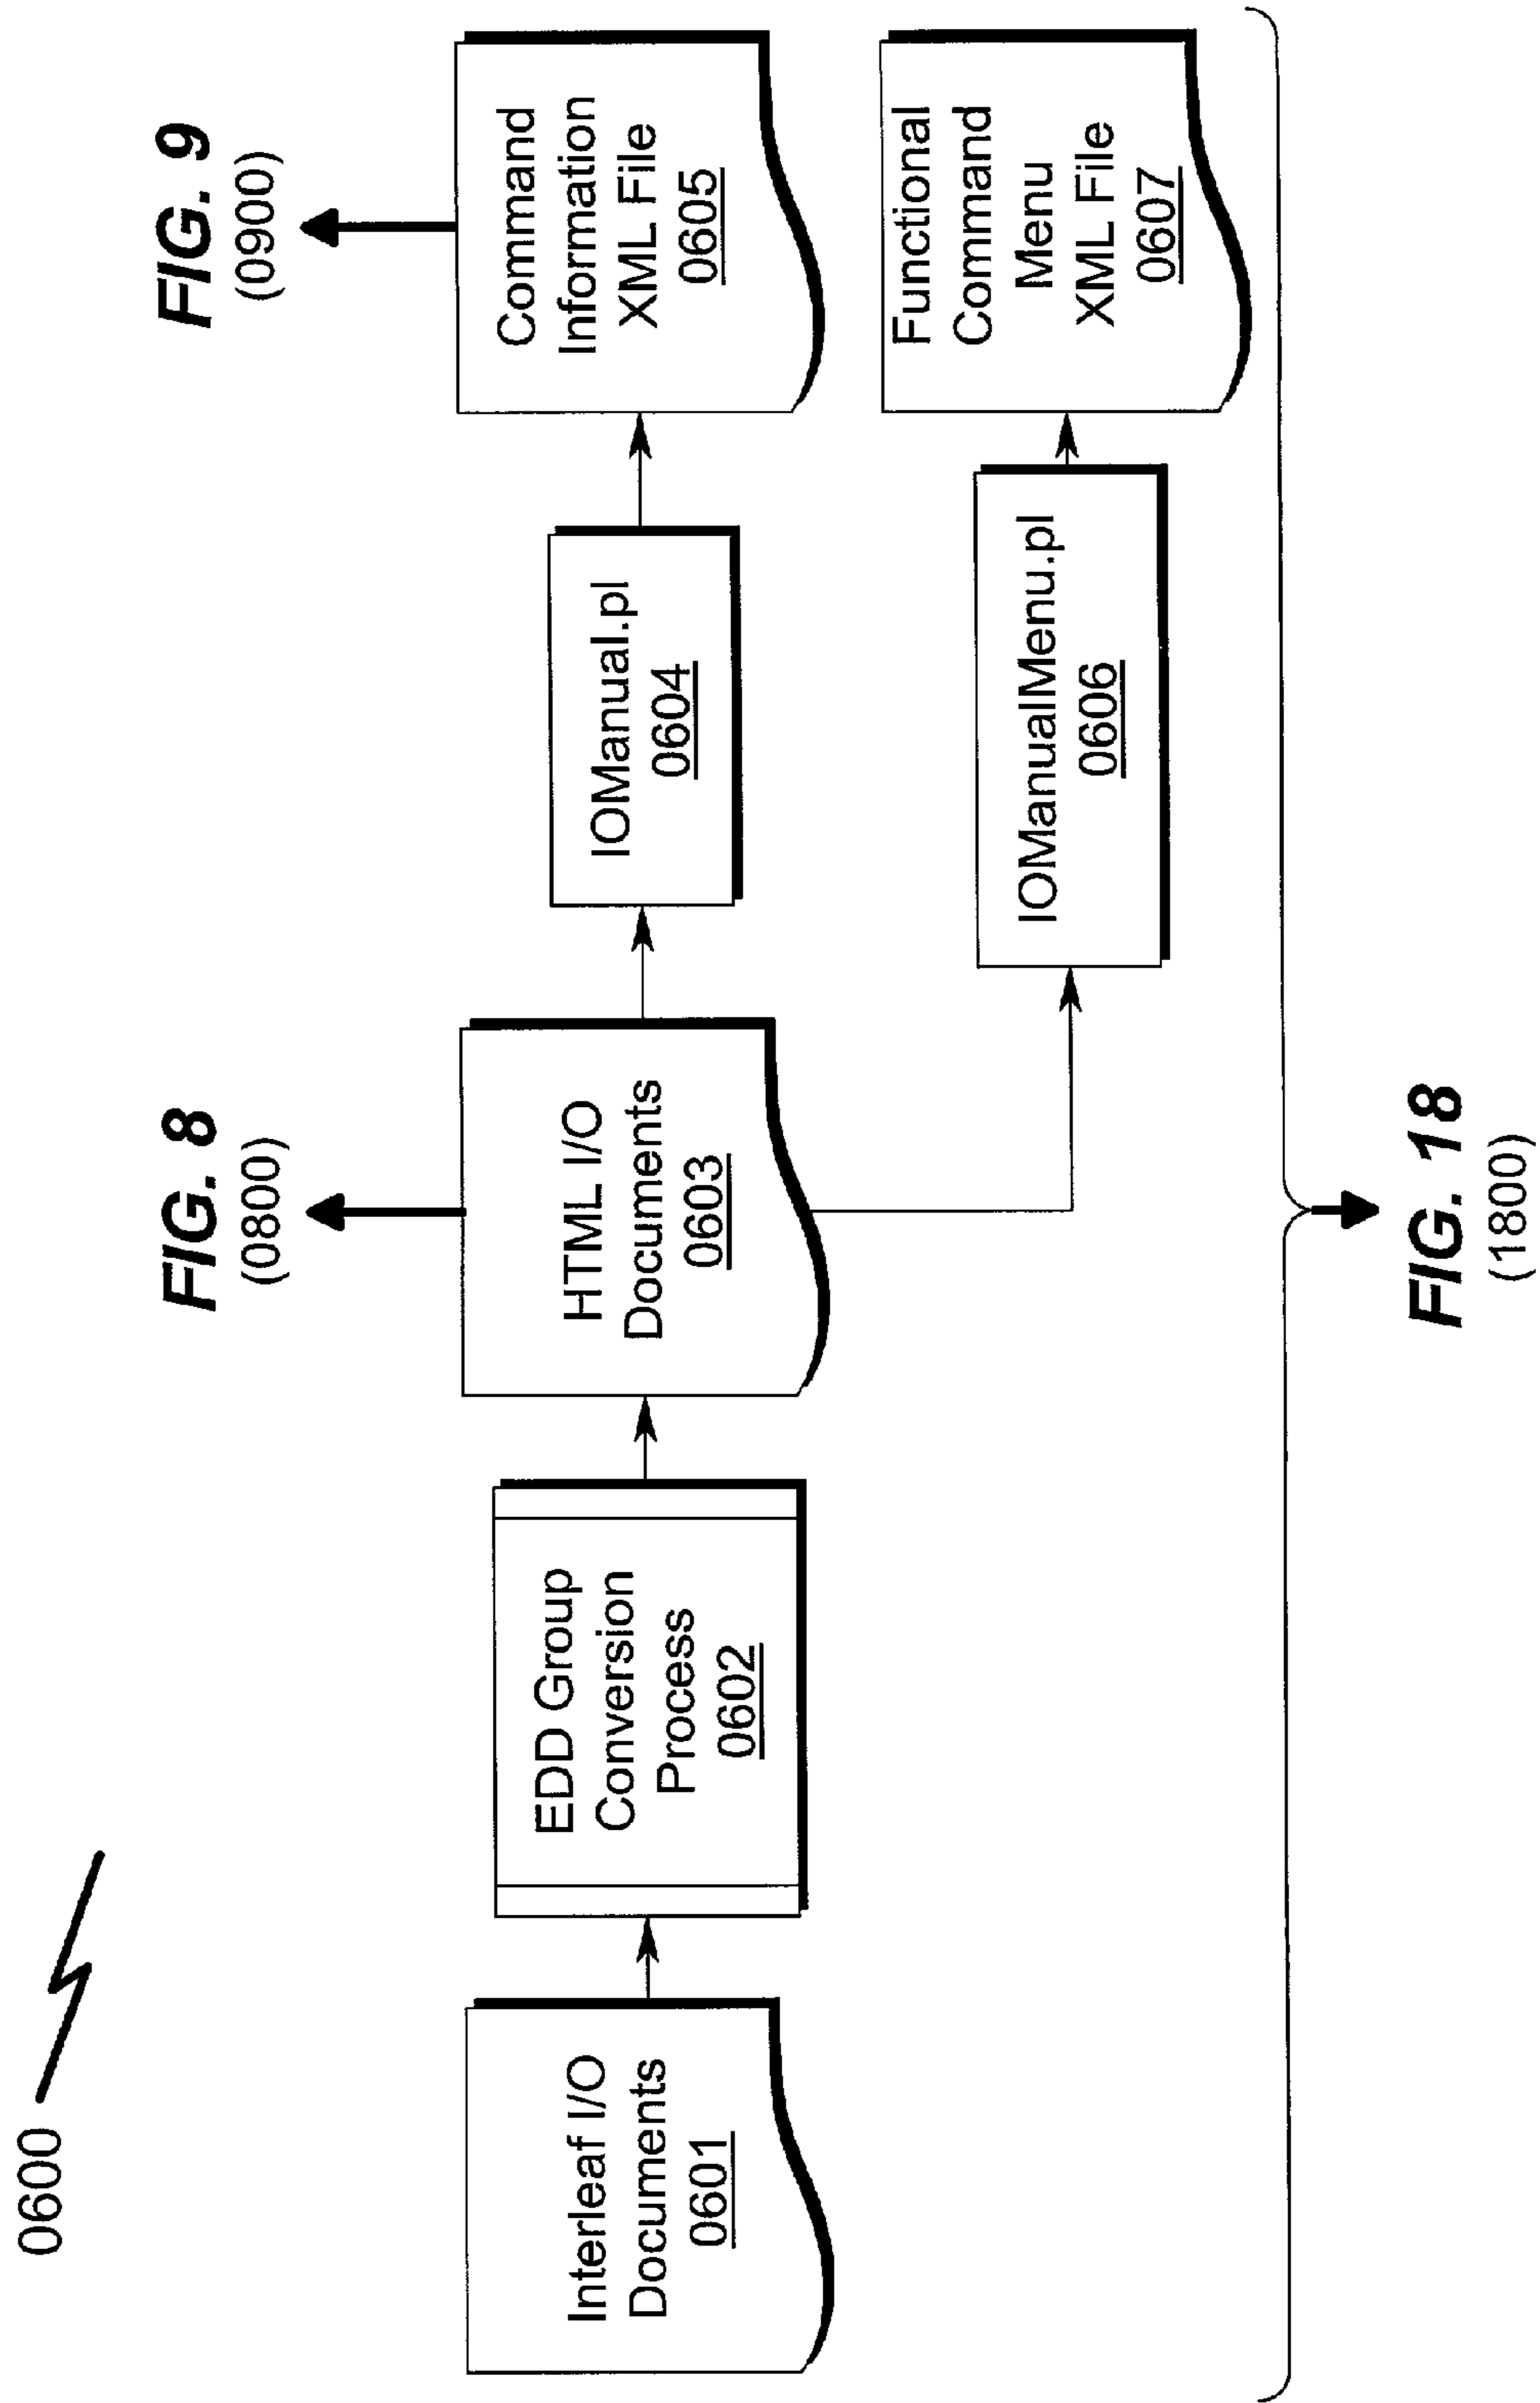 0600
FIG. 8
(0800)
FIG. 9
(0900)
Interleaf I/O
Documents
0601
EDD Group
Conversion
Process
0602
HTML I/O
Documents
0603
IOManual.pl
0604
Command
Information
XML File
0605
IOManualMenu.pl
0606
Functional
Command
Menu
XML File
0607
FIG. 18
(1800)